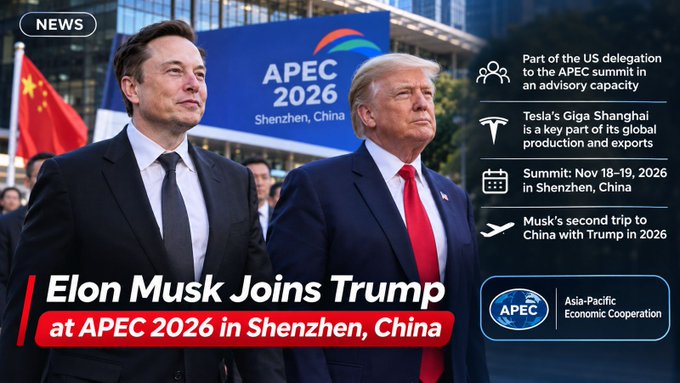 NEWS
APEC
2026
Shenzhen, China
Part of the US delegation
to the APEC summit in
an advisory capacity
Tesla's Giga Shanghai
is a key part of its global
production and exports
Summit: Nov 18–19, 2026
in Shenzhen, China
Musk's second trip to
China with Trump in 2026
Elon Musk Joins Trump
at APEC 2026 in Shenzhen, China
APEC
Asia-Pacific
Economic Cooperation